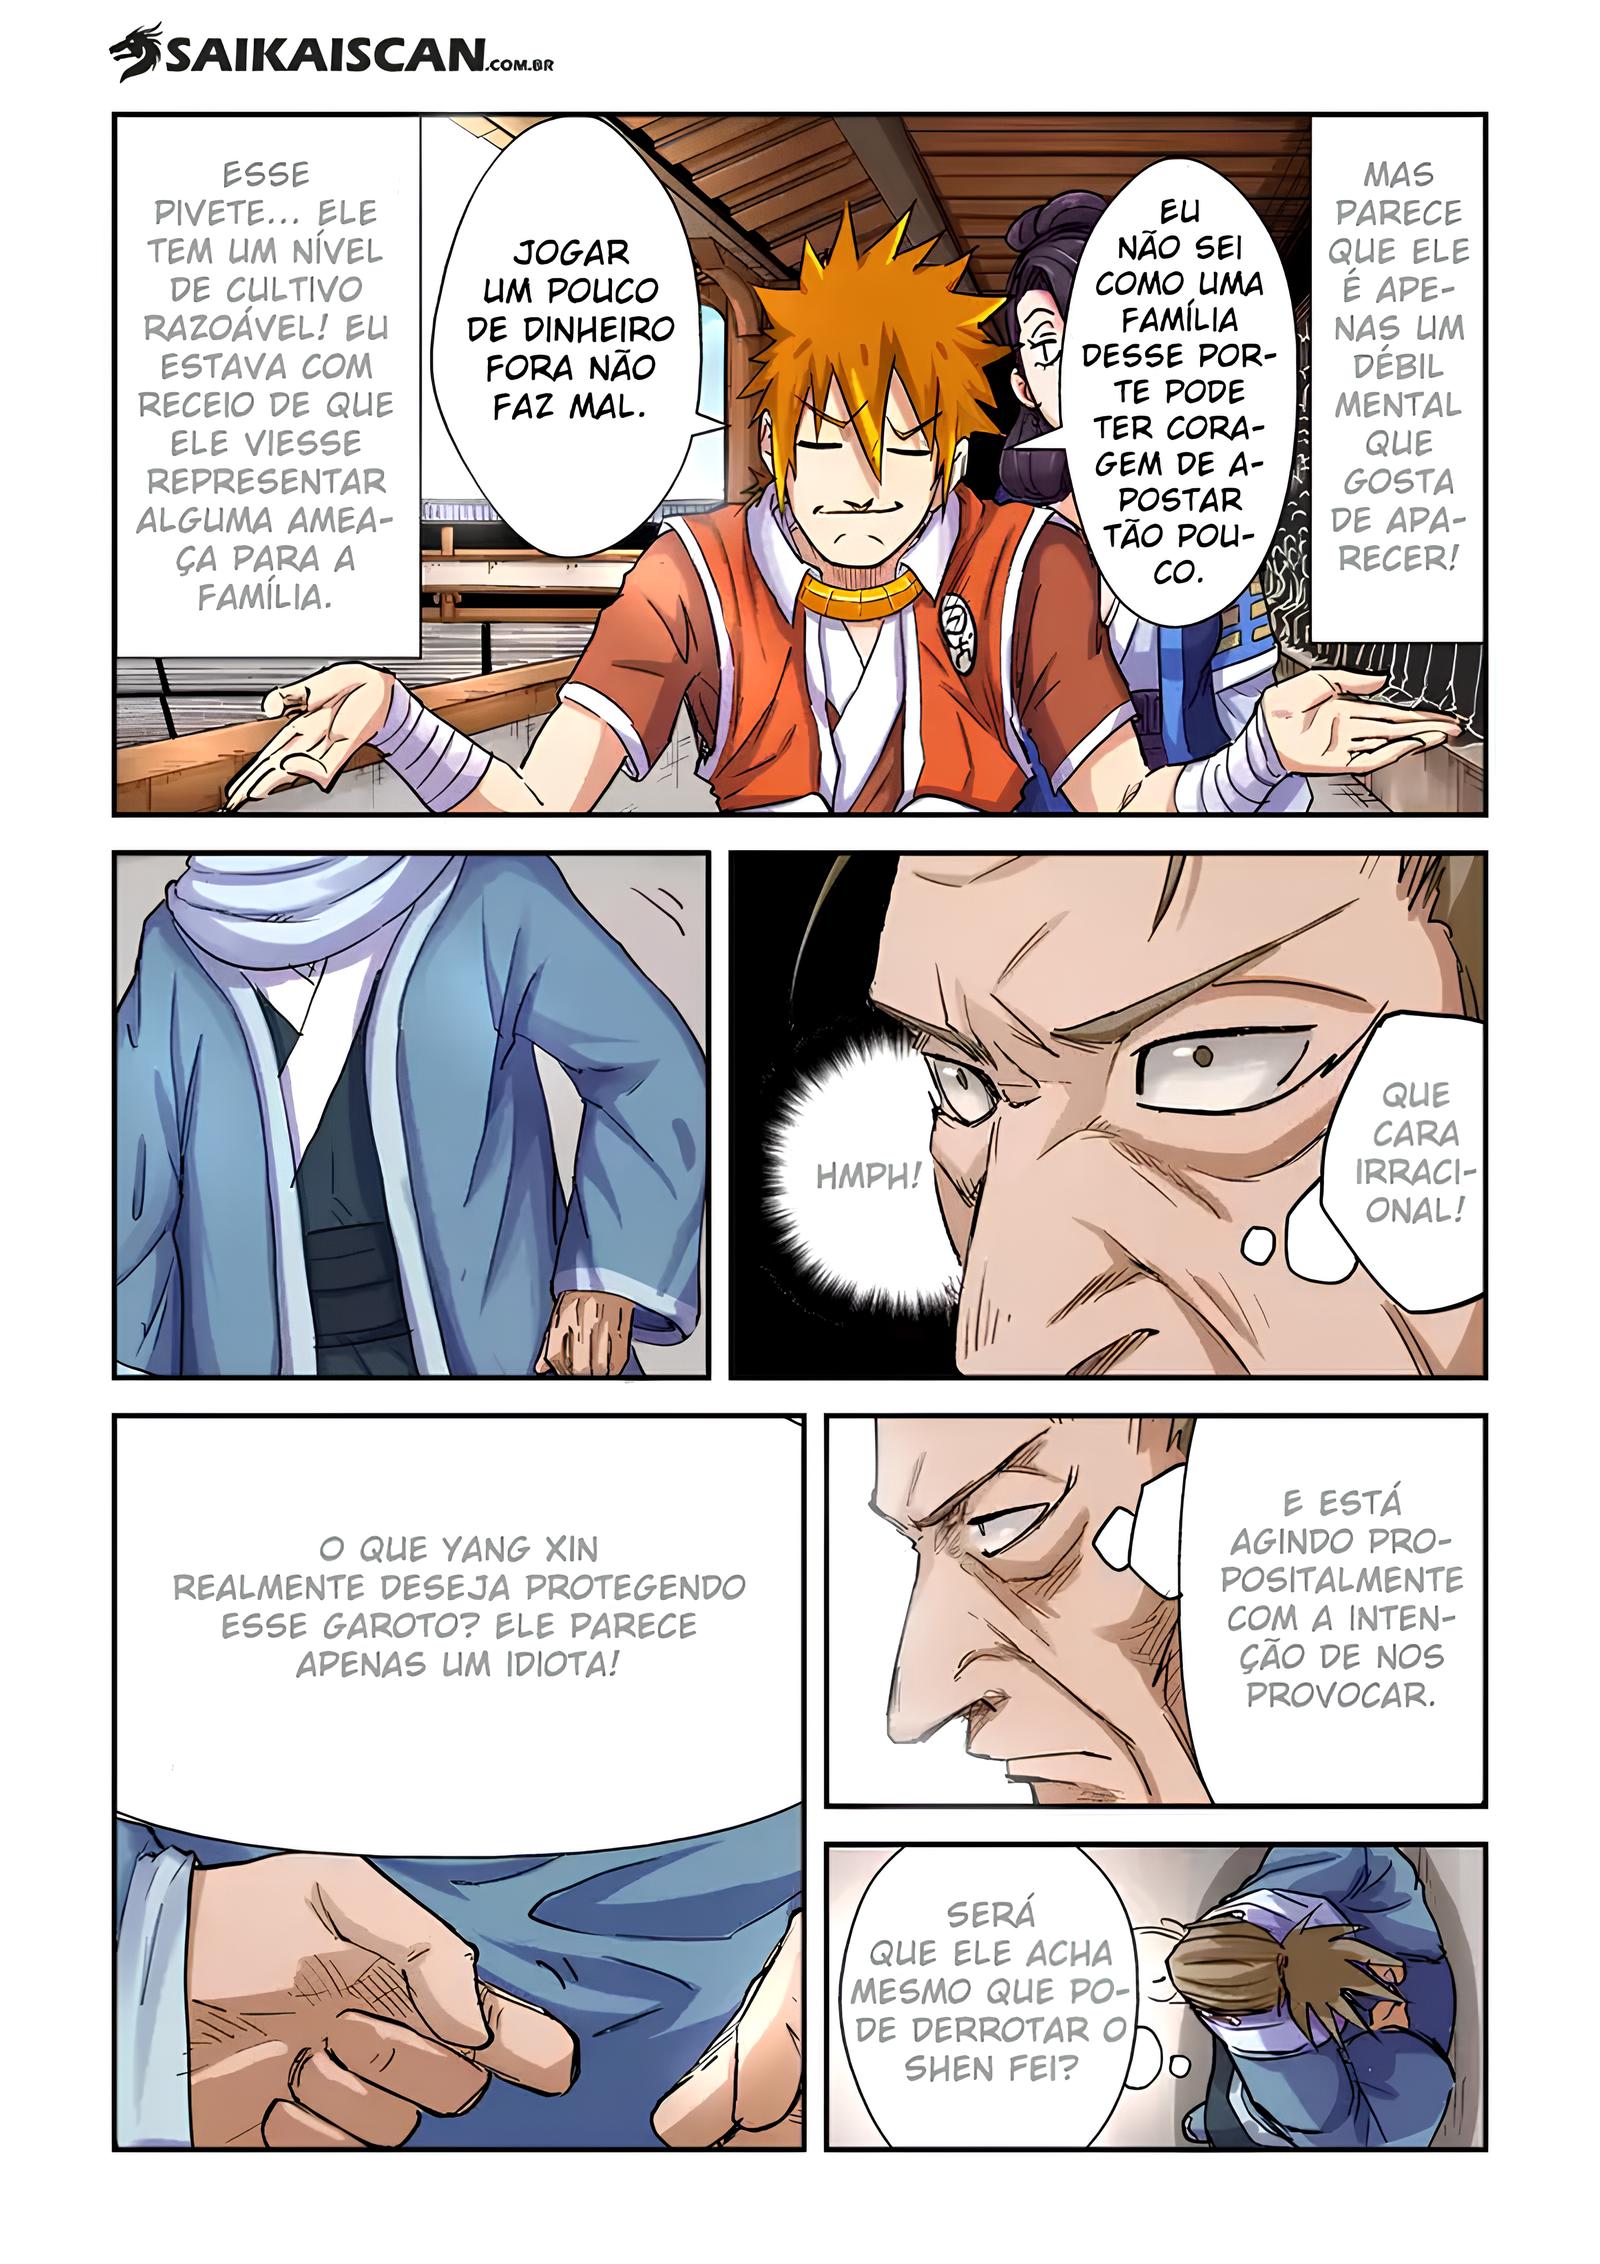 SAIKAISCAN.COM.BR
MAS
PARECE
QUE ELE
É APE-
NAS UM
DÉBIL
MENTAL
QUE
GOSTA
DE APA-
RECER!
EU
NÃO SEI
COMO UMA
FAMÍLIA
DESSE POR-
TE PODE
TER CORA-
GEM DE A-
POSTAR
TÃO POU-
CO.
JOGAR
UM POUCO
DE DINHEIRO
FORA NÃO
FAZ MAL.
ESSE
PIVETE... ELE
TEM UM NÍVEL
DE CULTIVO
RAZOÁVEL! EU
ESTAVA COM
RECEIO DE QUE
ELE VIESSE
REPRESENTAR
ALGUMA AMEA-
ÇA PARA A
FAMÍLIA.
QUE
CARA
IRRACI-
ONAL!
HMPH!
E ESTÁ
AGINDO PRO-
POSITALMENTE
COM A INTEN-
ÇÃO DE NOS
PROVOCAR.
SERÁ
QUE ELE ACHA
MESMO QUE PO-
DE DERROTAR O
SHEN FEI?
O QUE YANG XIN
REALMENTE DESEJA PROTEGENDO
ESSE GAROTO? ELE PARECE
APENAS UM IDIOTA!